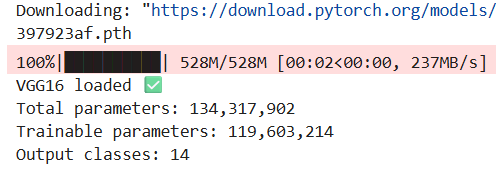 Downloading: "https://download.pytorch.org/models/
397923af.pth
100%|██████████| 528M/528M [00:02<00:00, 237MB/s]
VGG16 loaded ✅
Total parameters: 134,317,902
Trainable parameters: 119,603,214
Output classes: 14